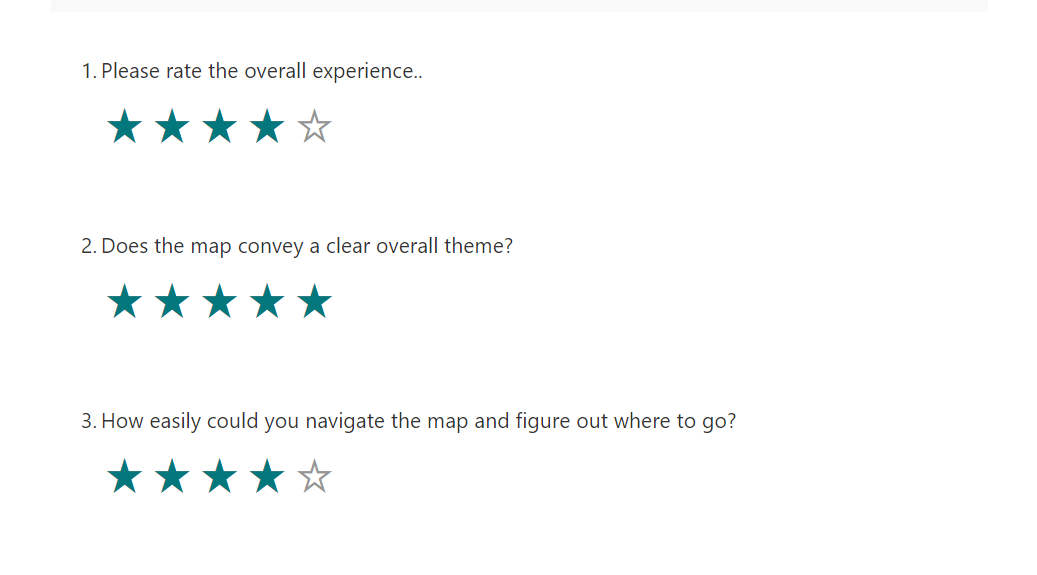 1. Please rate the overall experience..
2. Does the map convey a clear overall theme?
3. How easily could you navigate the map and figure out where to go?